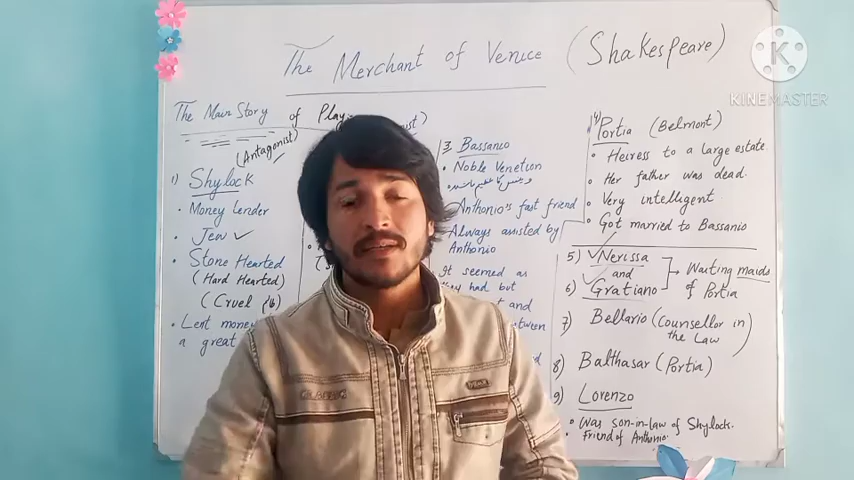 The Merchant of Venice (Shakespeare)
KINEMASTER
The Main Story of Play
(Antagonist)
1) Shylock
• Money Lender
• Jew ✓
• Stone Hearted
(Hard Hearted)
(Cruel
• Lent money
a great
3 Bassanio
• Noble Venetion
Anthonio's fast friend
Always assisted by
Anthonio
It seemed as
had but
and
between
4) Portia (Belmont)
• Heiress to a large estate.
• Her father was dead.
• Very intelligent.
• Got married to Bassanio
5) ✓Nerissa
and
6) ✓Gratiano
Waiting maids
of Portia
7) Bellario (Counsellor in
the Law)
8) Balthasar (Portia)
9) Lorenzo
• Was son-in-law of Shylocks.
• Friend of Anthonio.